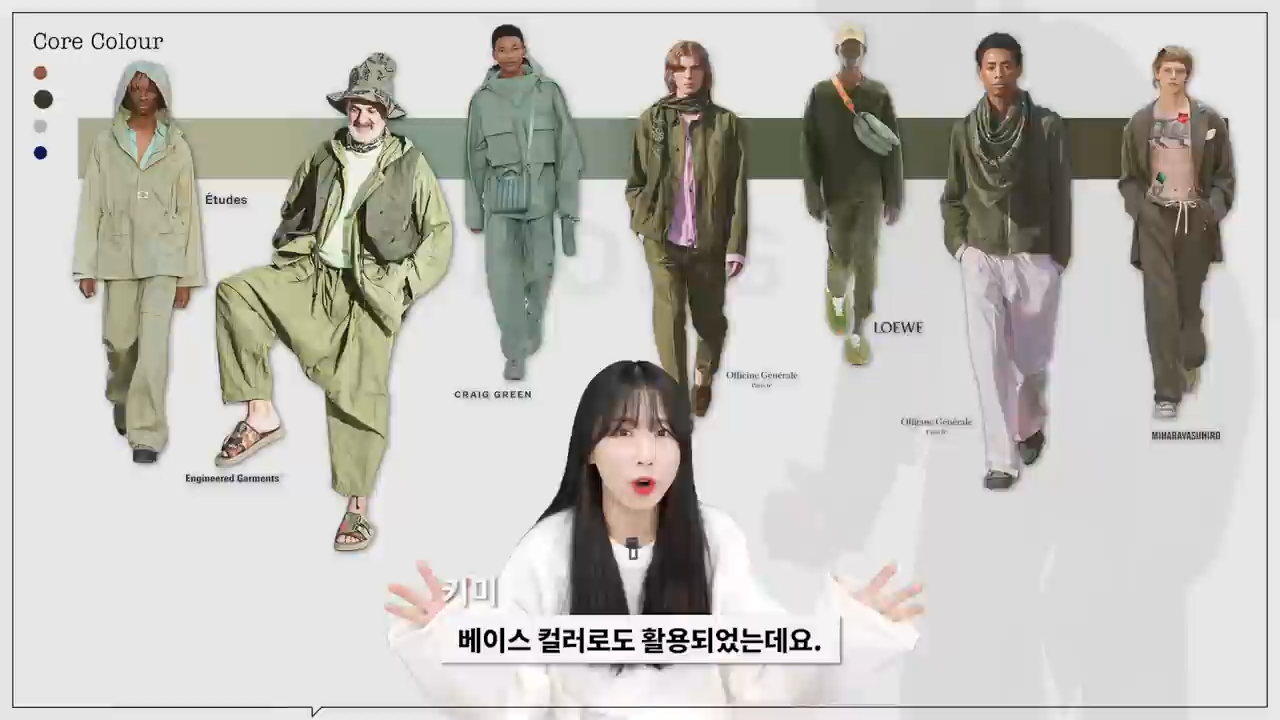 Core Colour
Études
LOEWE
Officine Générale
CRAIG GREEN
Officine Générale
MIHARAYASUHIRO
Engineered Garments
키미
베이스 컬러로도 활용되었는데요.